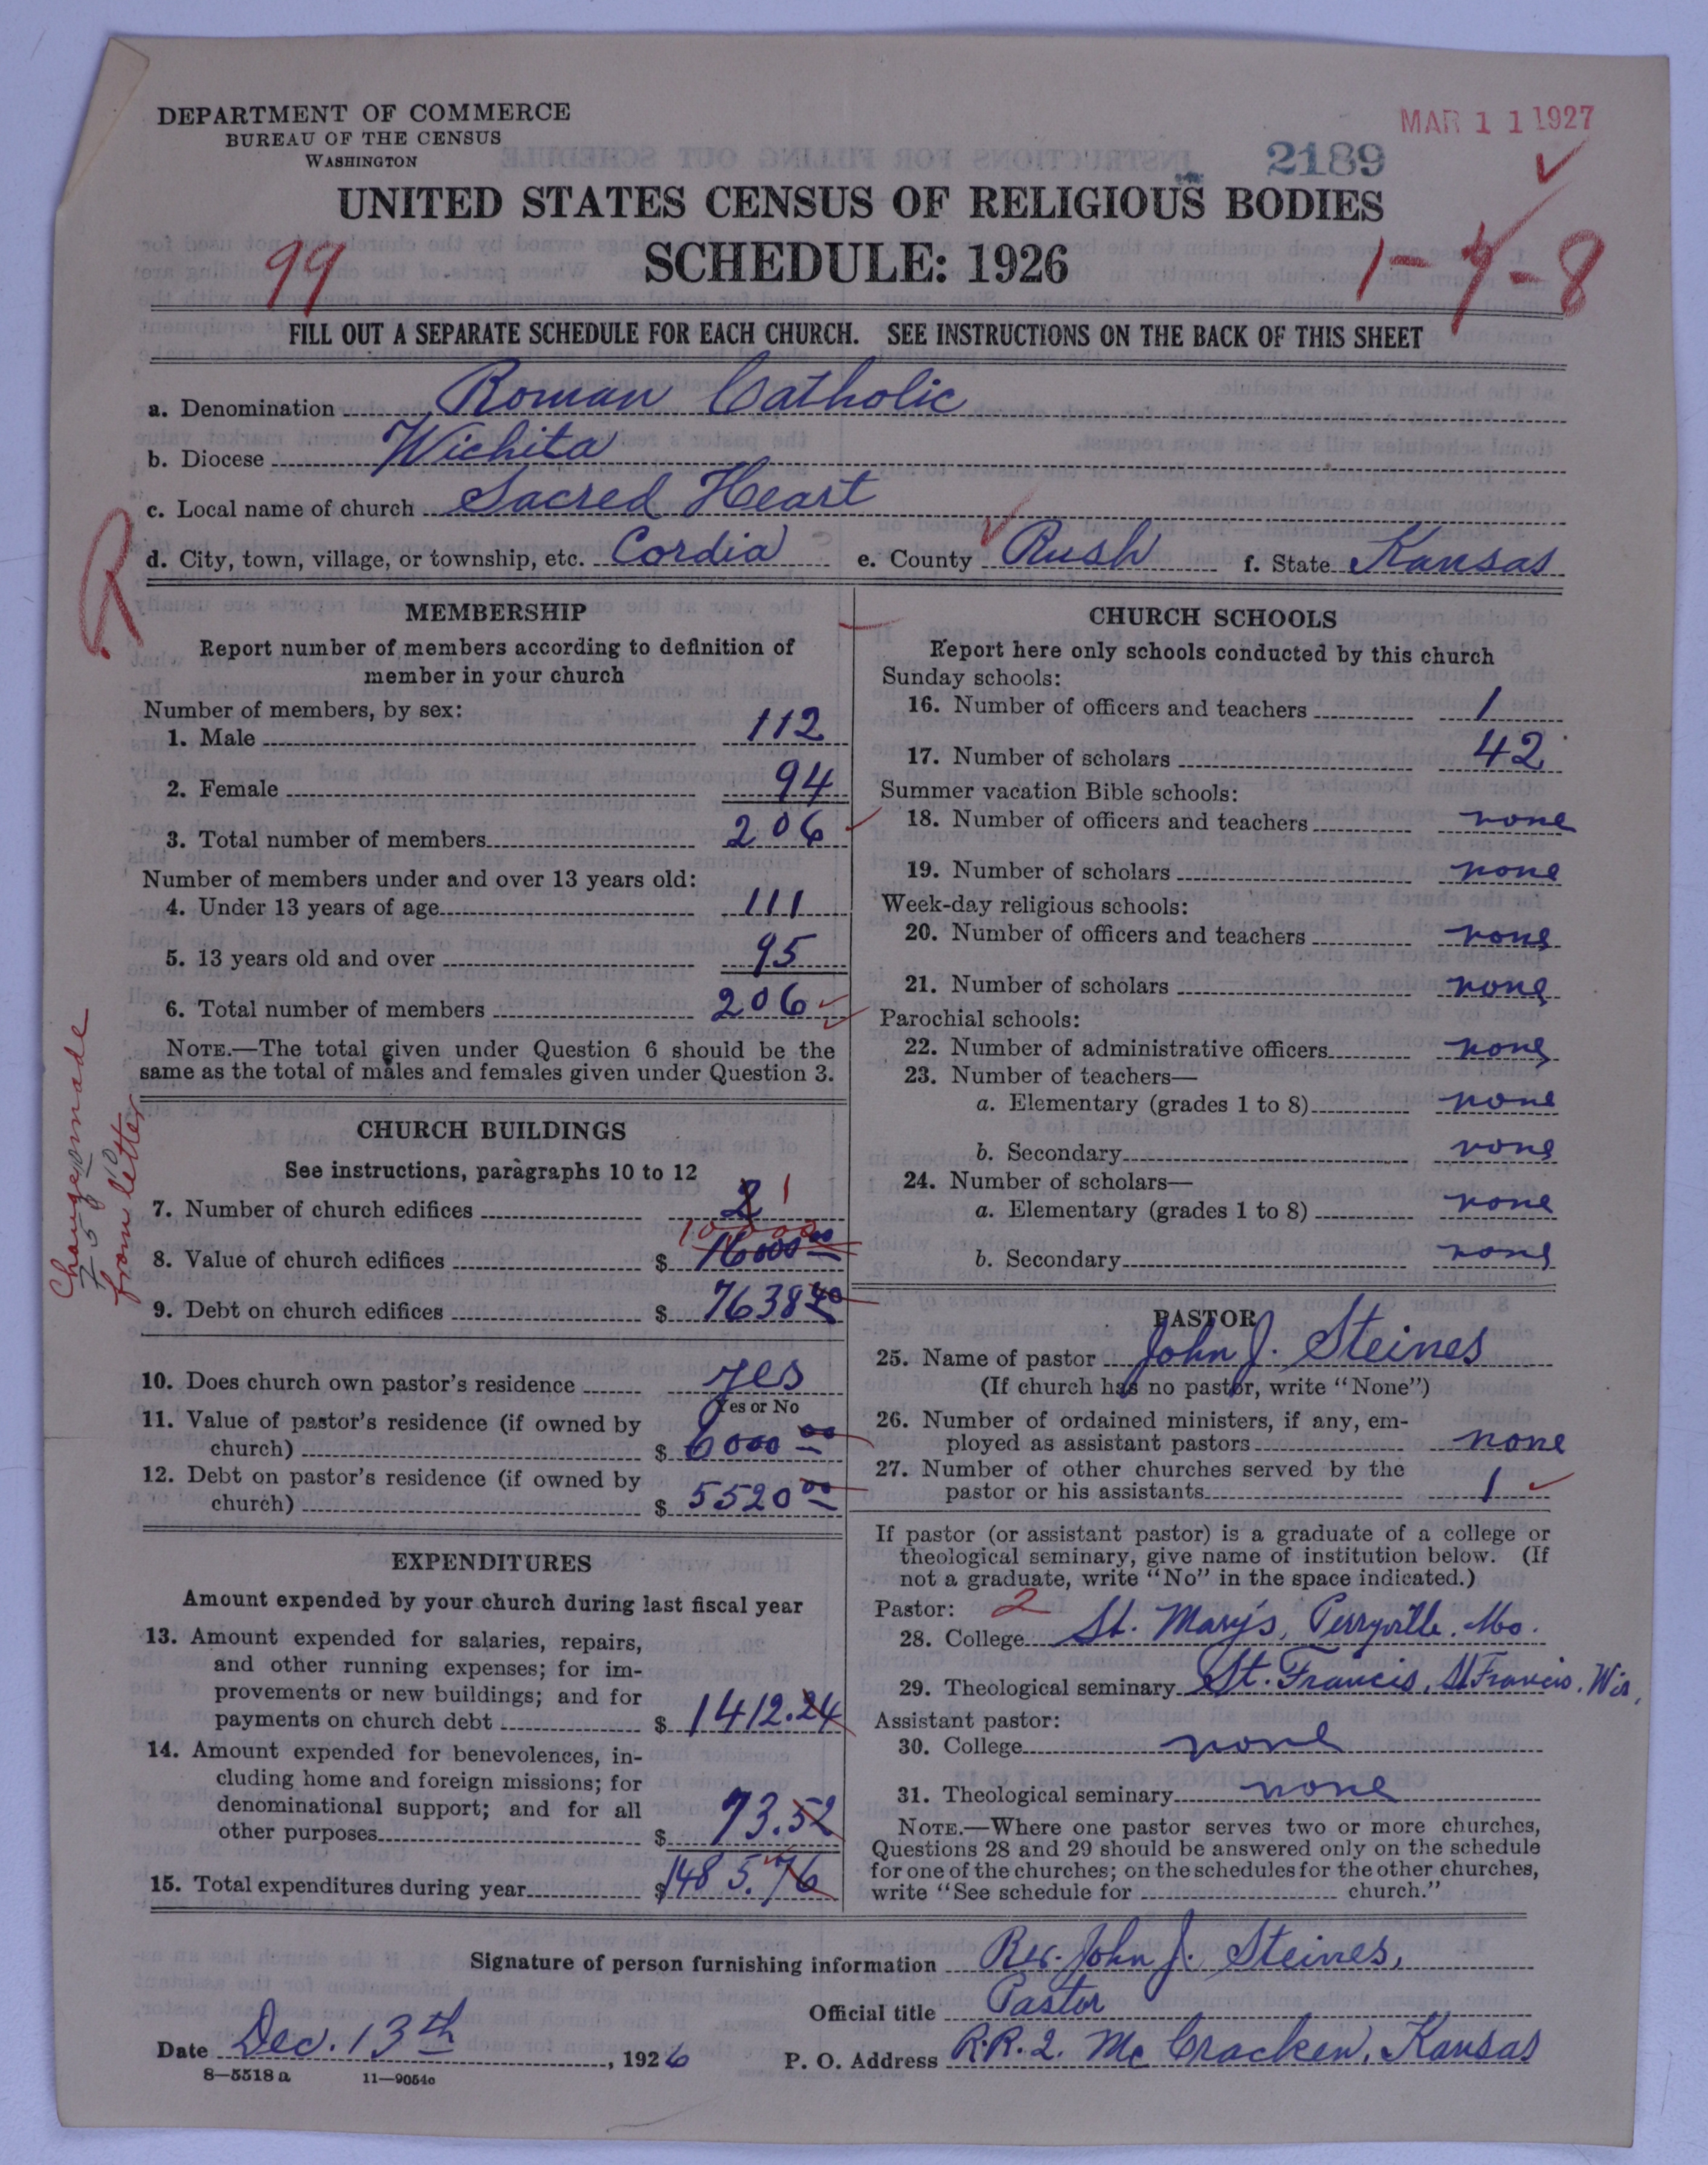 DEPARTMENT OF COMMERCE
BUREAU OF THE CENSUS
WASHINGTON
MAR 11 1927
2189
UNITED STATES CENSUS OF RELIGIOUS BODIES
SCHEDULE: 1926
99
1-9-8
FILL OUT A SEPARATE SCHEDULE FOR EACH CHURCH. SEE INSTRUCTIONS ON THE BACK OF THIS SHEET
a. Denomination Roman Catholic
b. Diocese Wichita
c. Local name of church Sacred Heart
R
d. City, town, village, or township, etc. Cordia e. County Rush f. State Kansas
MEMBERSHIP
Report number of members according to definition of
member in your church
Number of members, by sex:
1. Male 112
2. Female 94
3. Total number of members 206
Number of members under and over 13 years old:
4. Under 13 years of age 111
5. 13 years old and over 95
6. Total number of members 206
NOTE.—The total given under Question 6 should be the
same as the total of males and females given under Question 3.
CHURCH BUILDINGS
See instructions, paragraphs 10 to 12
7. Number of church edifices 2 1
10000
8. Value of church edifices $ 16000 00
9. Debt on church edifices $ 7638 40
10. Does church own pastor's residence yes
Yes or No
11. Value of pastor's residence (if owned by
church) $ 6000 00
12. Debt on pastor's residence (if owned by
church) $ 5520 00
Change made
from letter
EXPENDITURES
Amount expended by your church during last fiscal year
13. Amount expended for salaries, repairs,
and other running expenses; for im-
provements or new buildings; and for
payments on church debt $ 1412.24
14. Amount expended for benevolences, in-
cluding home and foreign missions; for
denominational support; and for all
other purposes $ 73.52
15. Total expenditures during year $ 1485.76
CHURCH SCHOOLS
Report here only schools conducted by this church
Sunday schools:
16. Number of officers and teachers 1
17. Number of scholars 42
Summer vacation Bible schools:
18. Number of officers and teachers none
19. Number of scholars none
Week-day religious schools:
20. Number of officers and teachers none
21. Number of scholars none
Parochial schools:
22. Number of administrative officers none
23. Number of teachers—
a. Elementary (grades 1 to 8) none
b. Secondary none
24. Number of scholars—
a. Elementary (grades 1 to 8) none
b. Secondary none
PASTOR
25. Name of pastor John J. Steines
(If church has no pastor, write "None")
26. Number of ordained ministers, if any, em-
ployed as assistant pastors none
27. Number of other churches served by the
pastor or his assistants 1
If pastor (or assistant pastor) is a graduate of a college or
theological seminary, give name of institution below. (If
not a graduate, write "No" in the space indicated.)
Pastor: 2
28. College St. Mary's, Perryville, Mo.
29. Theological seminary St. Francis, St Francis, Wis,
Assistant pastor:
30. College none
31. Theological seminary none
NOTE.—Where one pastor serves two or more churches,
Questions 28 and 29 should be answered only on the schedule
for one of the churches; on the schedules for the other churches,
write "See schedule for church."
Signature of person furnishing information Rev. John J. Steines,
Official title Pastor
Date Dec. 13th, 1926 P. O. Address R.R.2. Mc Cracken, Kansas
8—5518 a 11—9054c